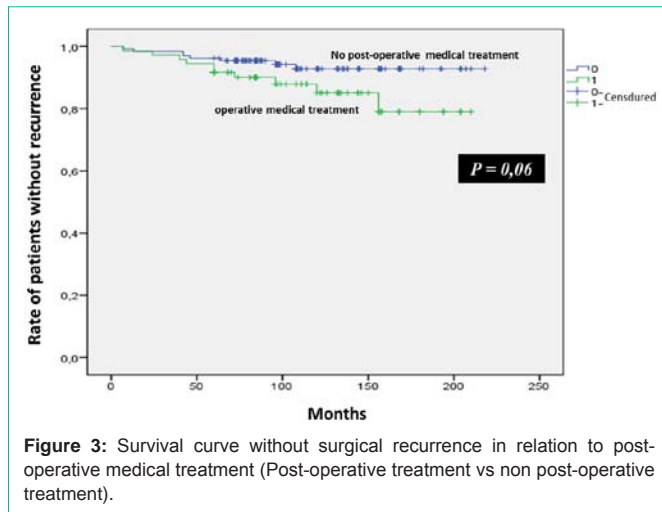 1,0
0,8
0,6
0,4
0,2
0,0
Rate of patients without recurrence
No post-operative medical treatment
operative medical treatment
P = 0,06
0
1
0-
1-
Censdured
0
50
100
150
200
250
Months
Figure 3: Survival curve without surgical recurrence in relation to post-
operative medical treatment (Post-operative treatment vs non post-operative
treatment).